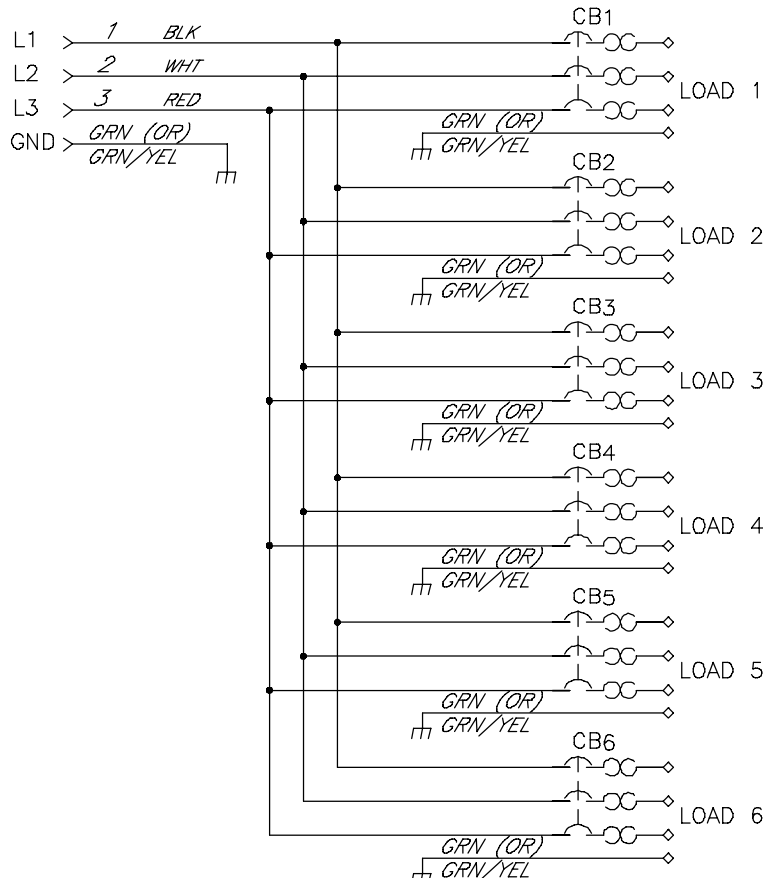 CB1
L1 1 BLK
L2 2 WHT
LOAD 1
L3 3 RED
GND GRN (OR)
GRN/YEL
GRN (OR)
GRN/YEL
CB2
LOAD 2
GRN (OR)
GRN/YEL
CB3
LOAD 3
GRN (OR)
GRN/YEL
CB4
LOAD 4
GRN (OR)
GRN/YEL
CB5
LOAD 5
GRN (OR)
GRN/YEL
CB6
LOAD 6
GRN (OR)
GRN/YEL